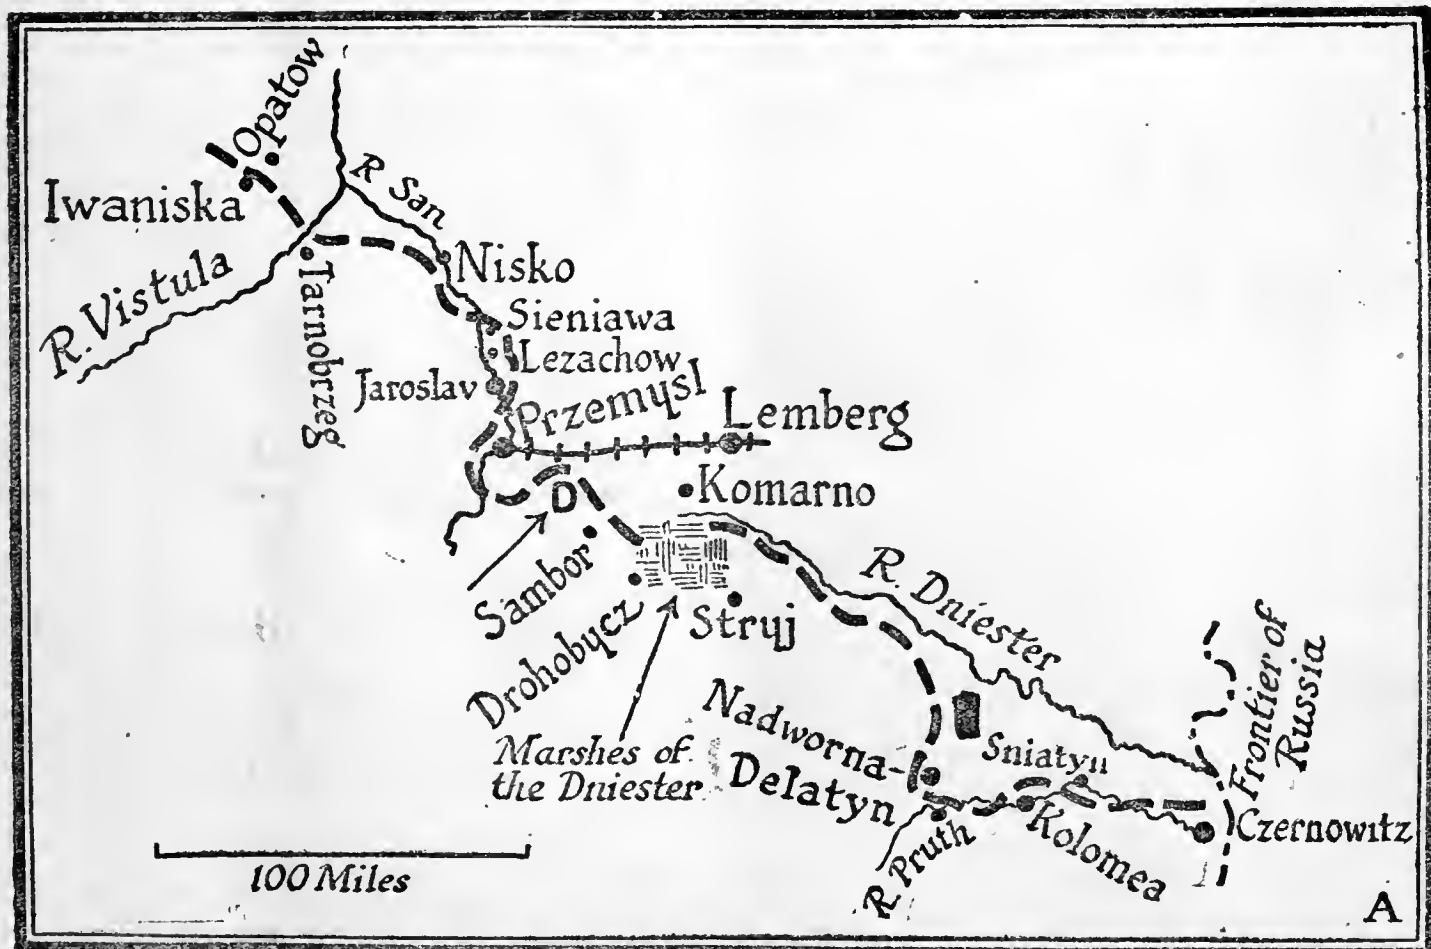 Opatow
Iwaniska
R San
R. Vistula
Tarnobrzeg
Nisko
Sieniawa
Lezachow
Jaroslav
Przemysl
Lemberg
D
Komarno
Sambor
Drohobycz
Struj
R. Dniester
Marshes of
the Dniester
Nadworna
Delatyn
Sniatyn
Kolomea
R. Pruth
Czernowitz
Frontier of
Russia
100 Miles
A